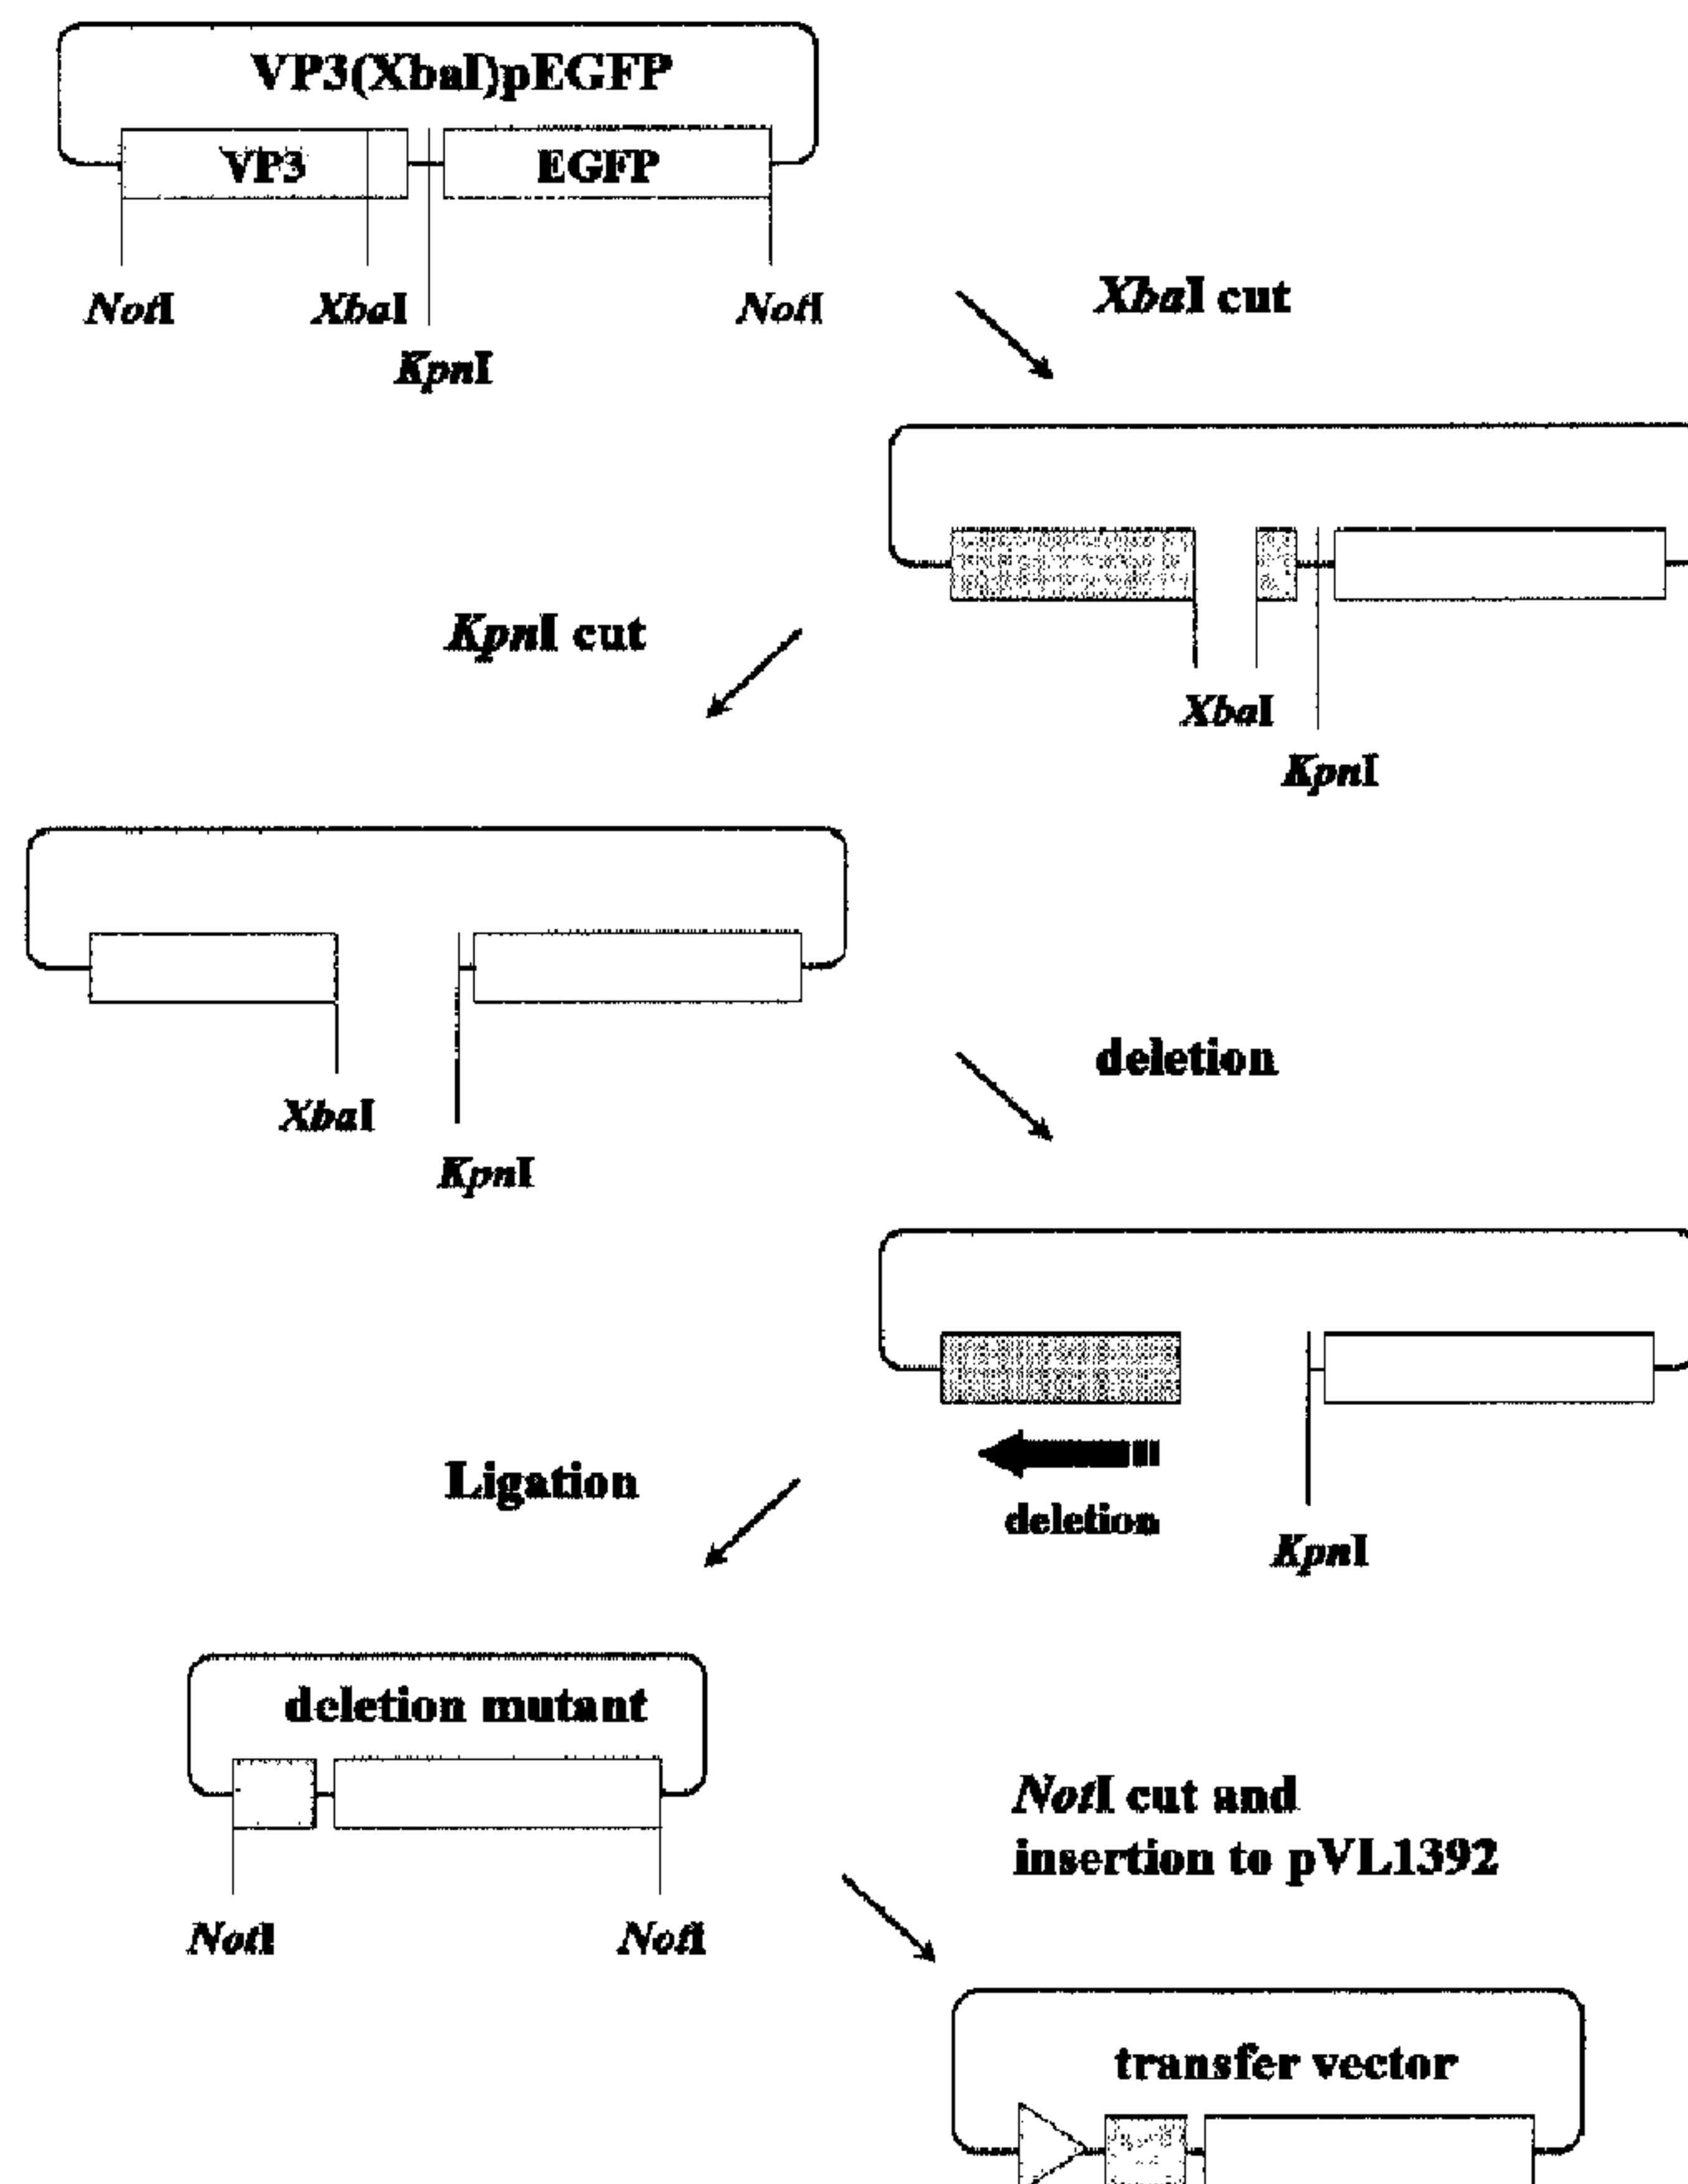 VP3(XbaI)pEGFP
VP3
EGFP
NotI
XbaI
NotI
KpnI
XbaI cut
KpnI cut
XbaI
KpnI
XbaI
KpnI
deletion
deletion
KpnI
Ligation
deletion mutant
NotI
NotI
NotI cut and
insertion to pVL1392
transfer vector